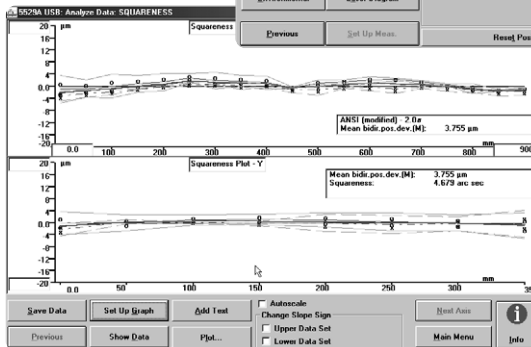 5529A USB: Analyze Data: SQUARENESS
Previous
Set Up Meas.
20
µm
Squareness
16
12
8
4
0.0
-4
-8
-12
-16
-20
ANSI (modified) - 2.0σ
Mean bidir.pos.dev.(M): 3.755 µm
mm
0.0 100 200 300 400 500 600 700 800 900
20
µm
Squareness Plot - Y
16
12
8
4
0.0
-4
-8
-12
-16
-20
Mean bidir.pos.dev.(M): 3.755 µm
Squareness: 4.679 arc sec
mm
0.0 50 100 150 200 250 300
Save Data
Set Up Graph
Add Text
Autoscale
Change Slope Sign
Upper Data Set
Lower Data Set
Next Axis
Previous
Show Data
Plot...
Main Menu
Info